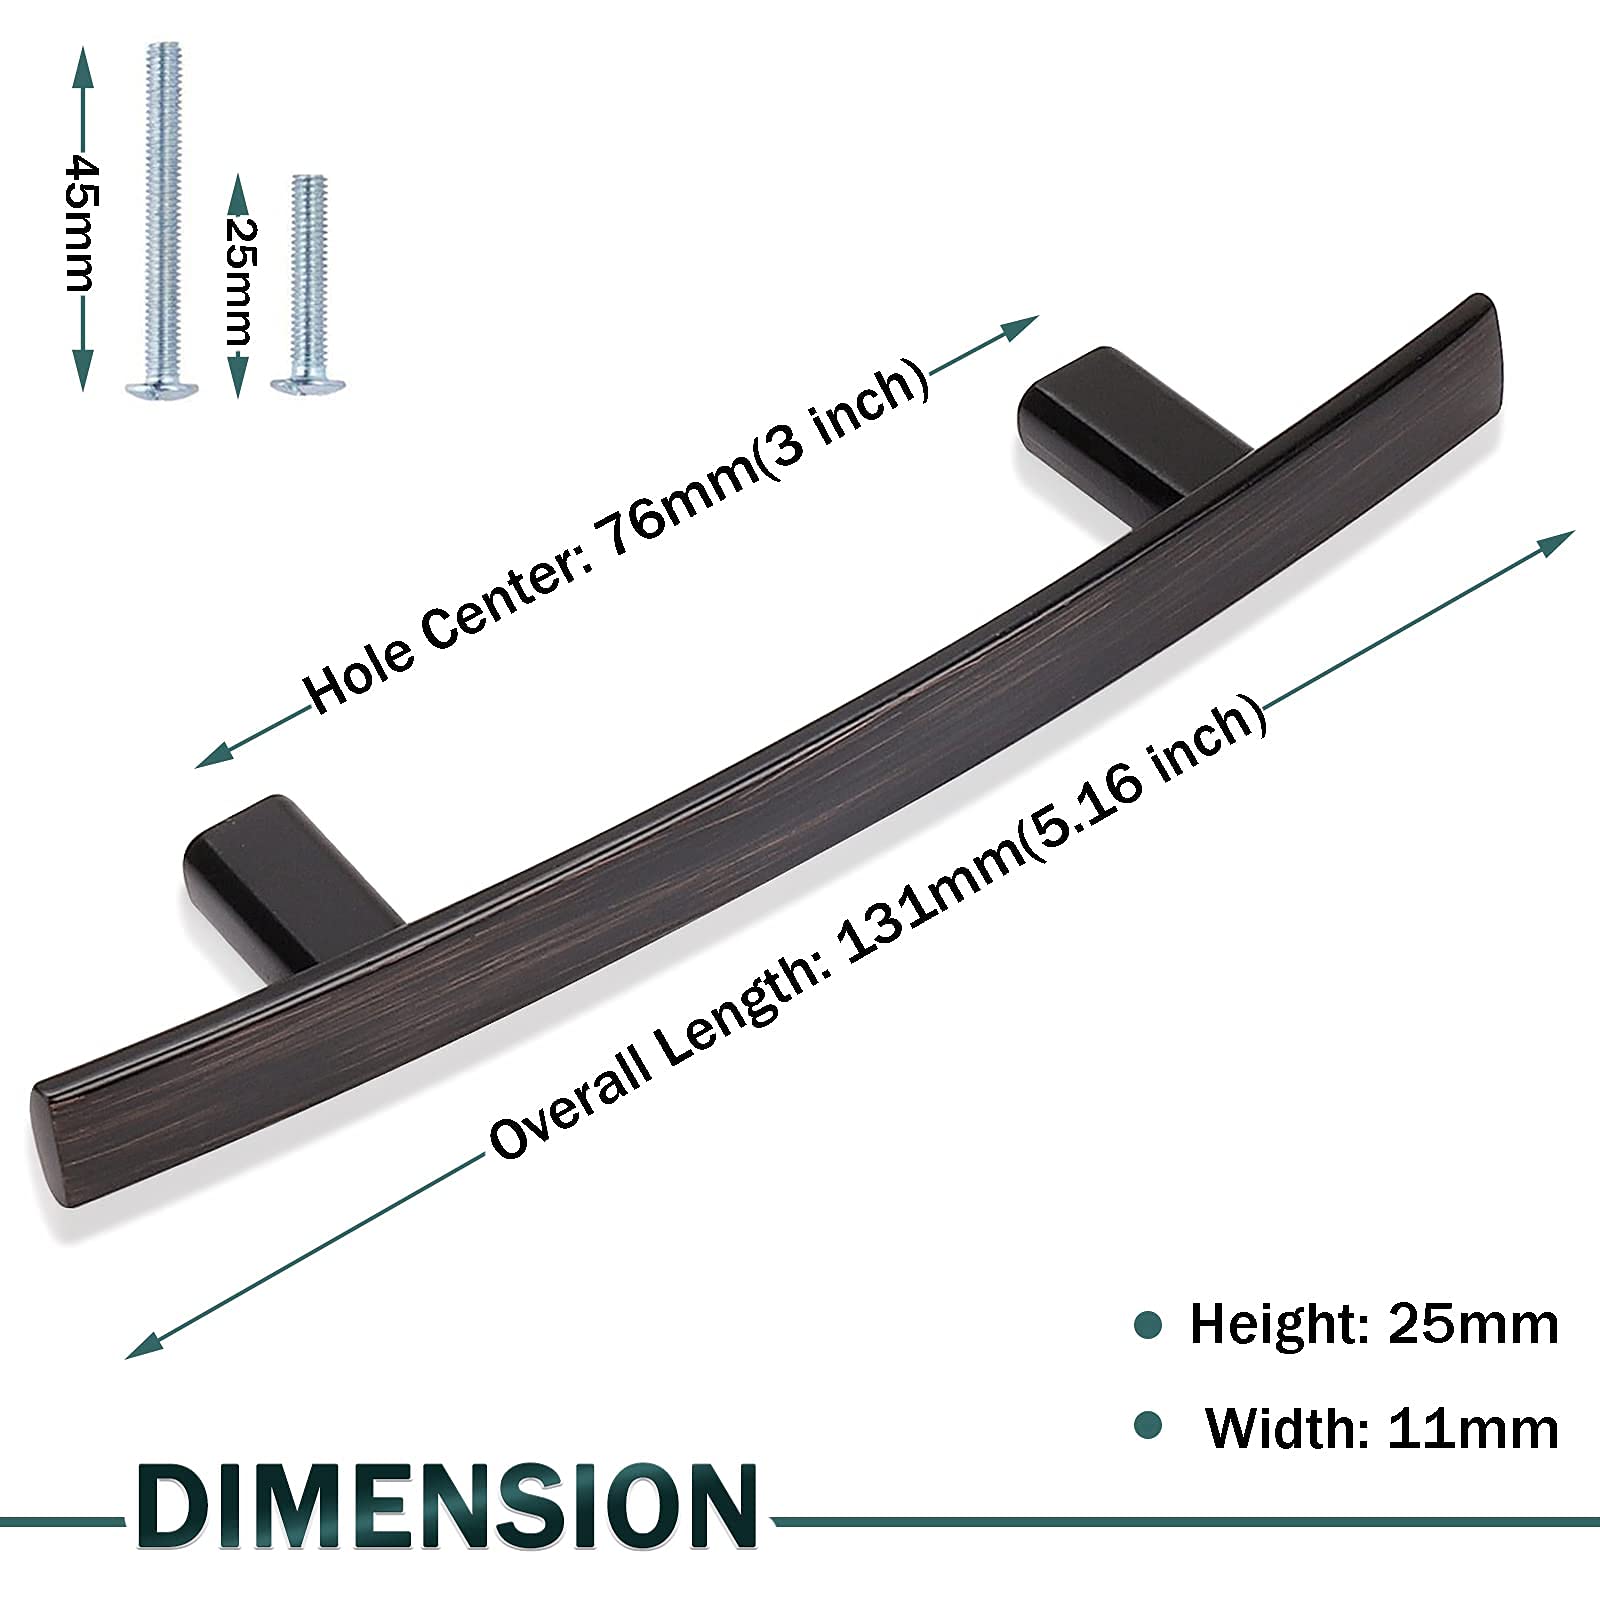 45mm
25mm
Hole Center: 76mm(3 inch)
Overall Length: 131mm(5.16 inch)
Height: 25mm
Width: 11mm
DIMENSION